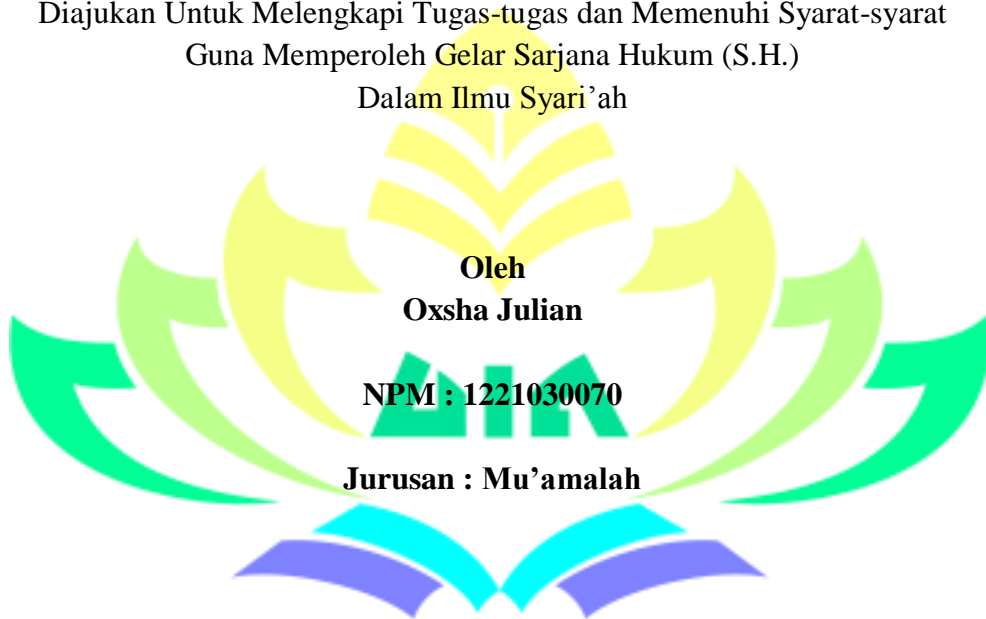 Diajukan Untuk Melengkapi Tugas-tugas dan Memenuhi Syarat-syarat
Guna Memperoleh Gelar Sarjana Hukum (S.H.)
Dalam Ilmu Syari’ah
Oleh
Oxsha Julian
NPM : 1221030070
Jurusan : Mu’amalah